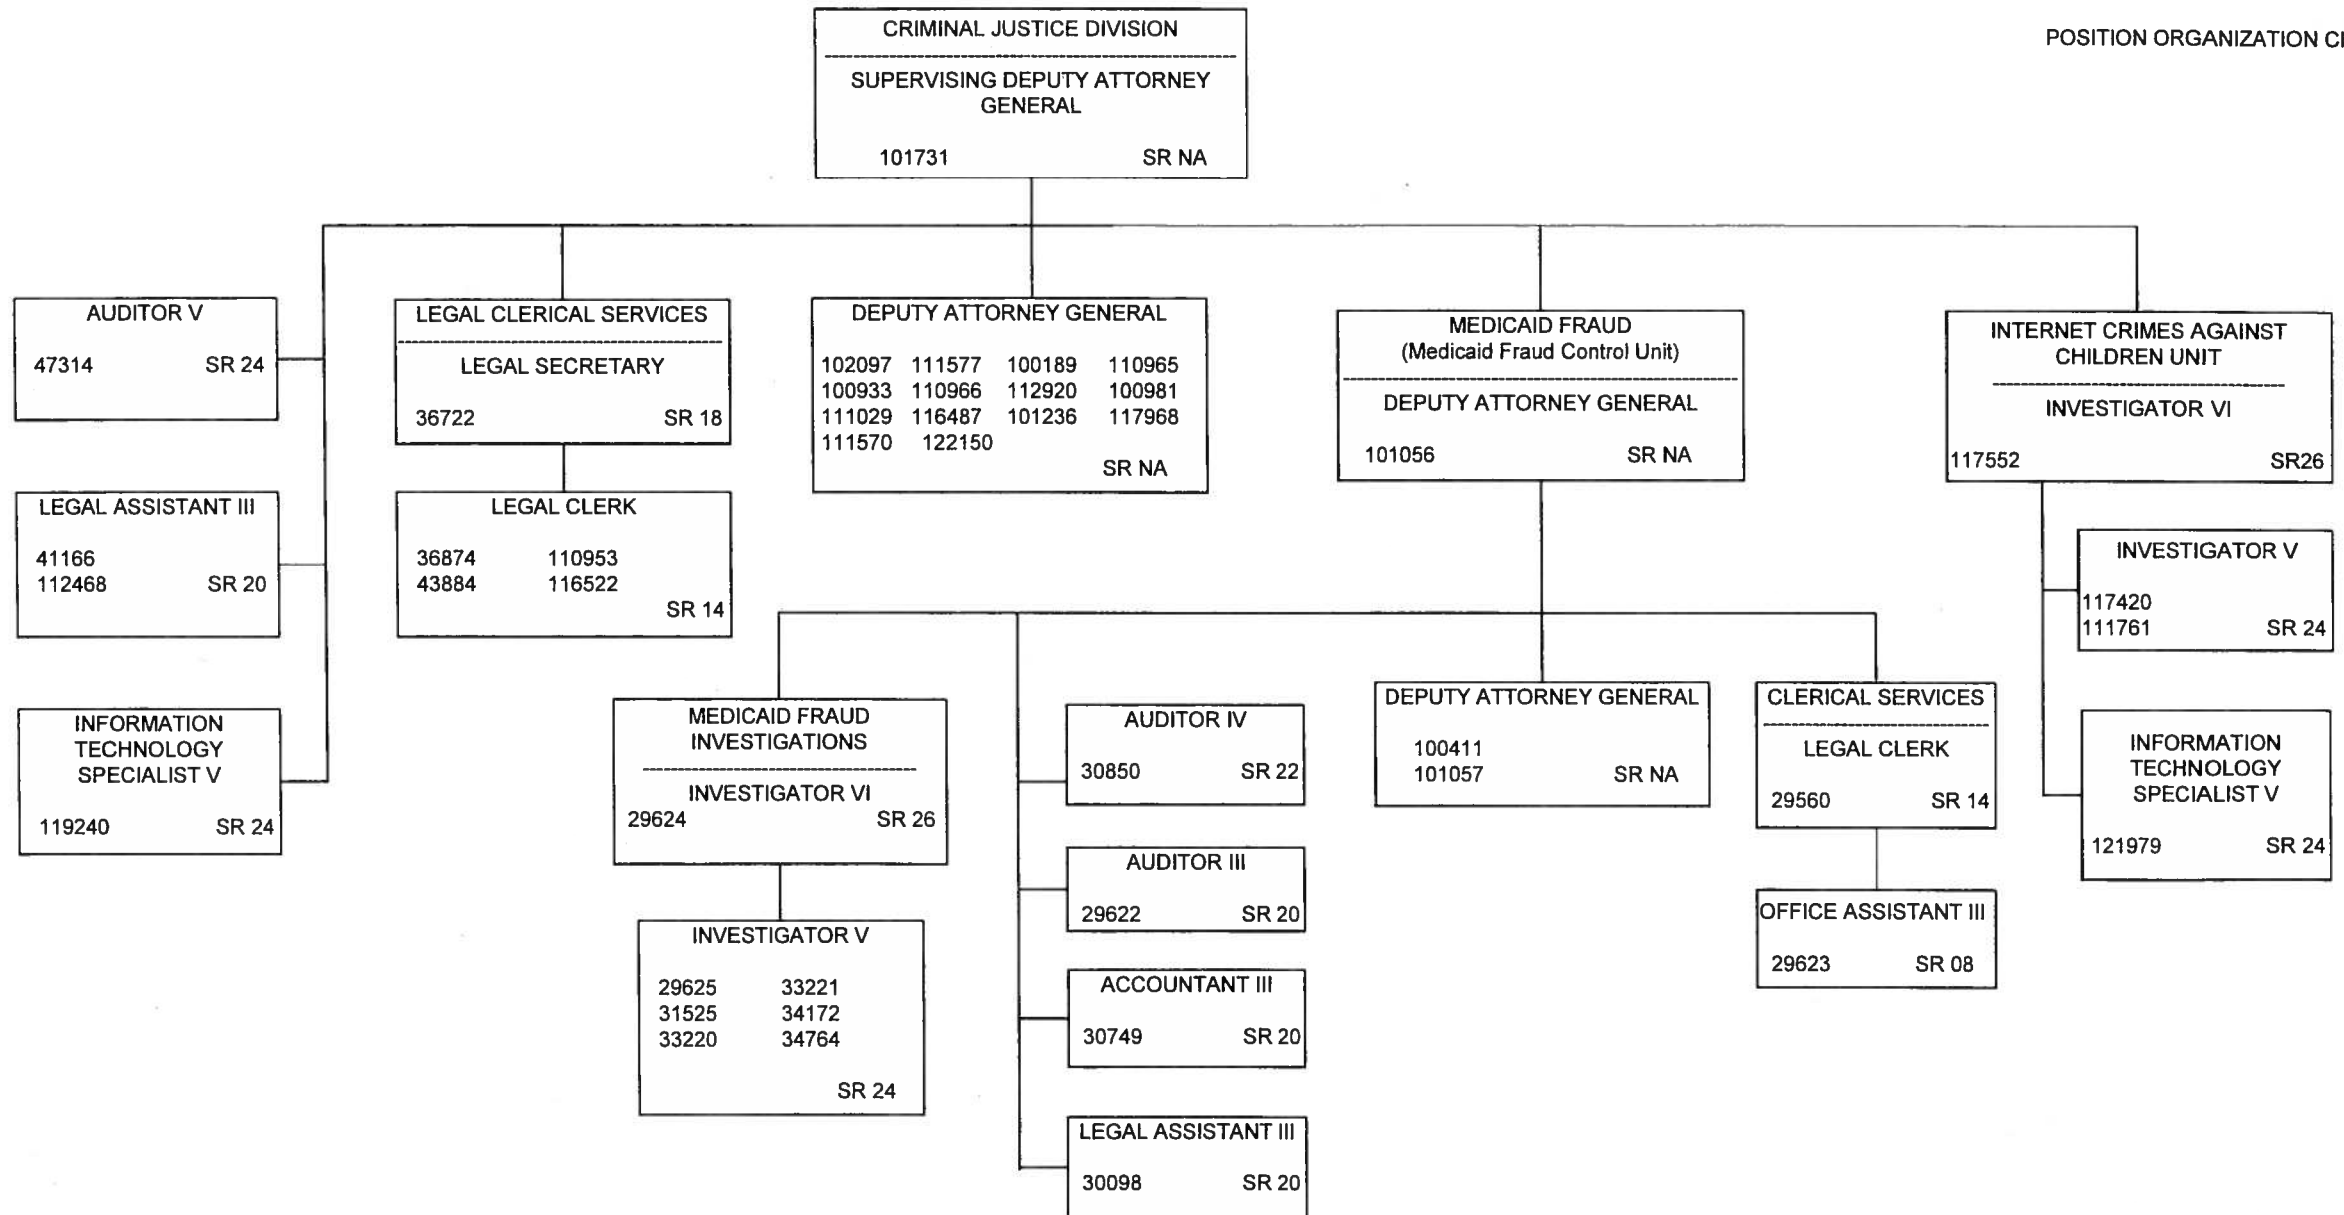 POSITION ORGANIZATION
CRIMINAL JUSTICE DIVISION
SUPERVISING DEPUTY ATTORNEY
GENERAL
101731 SR NA
AUDITOR V
47314 SR 24
LEGAL ASSISTANT III
41166
112468 SR 20
INFORMATION
TECHNOLOGY
SPECIALIST V
119240 SR 24
LEGAL CLERICAL SERVICES
LEGAL SECRETARY
36722 SR 18
LEGAL CLERK
36874 110953
43884 116522
SR 14
DEPUTY ATTORNEY GENERAL
102097 111577 100189 110965
100933 110966 112920 100981
111029 116487 101236 117968
111570 122150
SR NA
MEDICAID FRAUD
(Medicaid Fraud Control Unit)
DEPUTY ATTORNEY GENERAL
101056 SR NA
MEDICAID FRAUD
INVESTIGATIONS
INVESTIGATOR VI
29624 SR 26
INVESTIGATOR V
29625 33221
31525 34172
33220 34764
SR 24
AUDITOR IV
30850 SR 22
AUDITOR III
29622 SR 20
ACCOUNTANT III
30749 SR 20
LEGAL ASSISTANT III
30098 SR 20
DEPUTY ATTORNEY GENERAL
100411
101057 SR NA
CLERICAL SERVICES
LEGAL CLERK
29560 SR 14
OFFICE ASSISTANT III
29623 SR 08
INTERNET CRIMES AGAINST
CHILDREN UNIT
INVESTIGATOR VI
117552 SR26
INVESTIGATOR V
117420
111761 SR 24
INFORMATION
TECHNOLOGY
SPECIALIST V
121979 SR 24